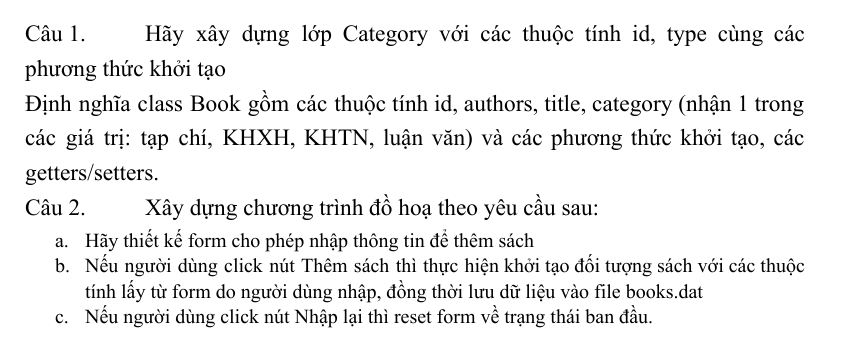 Câu 1. Hãy xây dựng lớp Category với các thuộc tính id, type cùng các
phương thức khởi tạo
Định nghĩa class Book gồm các thuộc tính id, authors, title, category (nhận 1 trong
các giá trị: tạp chí, KHXH, KHTN, luận văn) và các phương thức khởi tạo, các
getters/setters.
Câu 2. Xây dựng chương trình đồ hoạ theo yêu cầu sau:
a. Hãy thiết kế form cho phép nhập thông tin để thêm sách
b. Nếu người dùng click nút Thêm sách thì thực hiện khởi tạo đối tượng sách với các thuộc
tính lấy từ form do người dùng nhập, đồng thời lưu dữ liệu vào file books.dat
c. Nếu người dùng click nút Nhập lại thì reset form về trạng thái ban đầu.